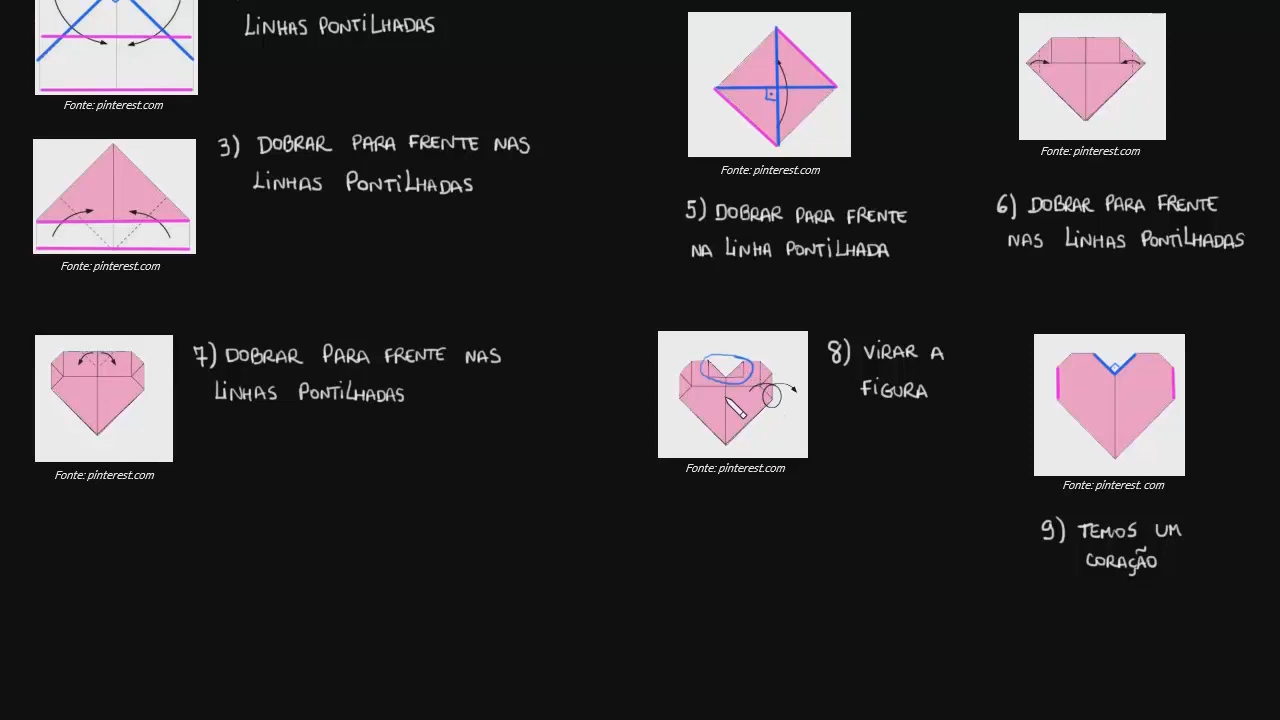 LINHAS PONTILHADAS
Fonte: pinterest.com
3) DOBRAR PARA FRENTE NAS
LINHAS PONTILHADAS
Fonte: pinterest.com
Fonte: pinterest.com
5) DOBRAR PARA FRENTE
NA LINHA PONTILHADA
Fonte: pinterest.com
6) DOBRAR PARA FRENTE
NAS LINHAS PONTILHADAS
7) DOBRAR PARA FRENTE NAS
LINHAS PONTILHADAS
Fonte: pinterest.com
8) VIRAR A
FIGURA
Fonte: pinterest.com
Fonte: pinterest. com
9) TEMOS UM
CORAÇÃO